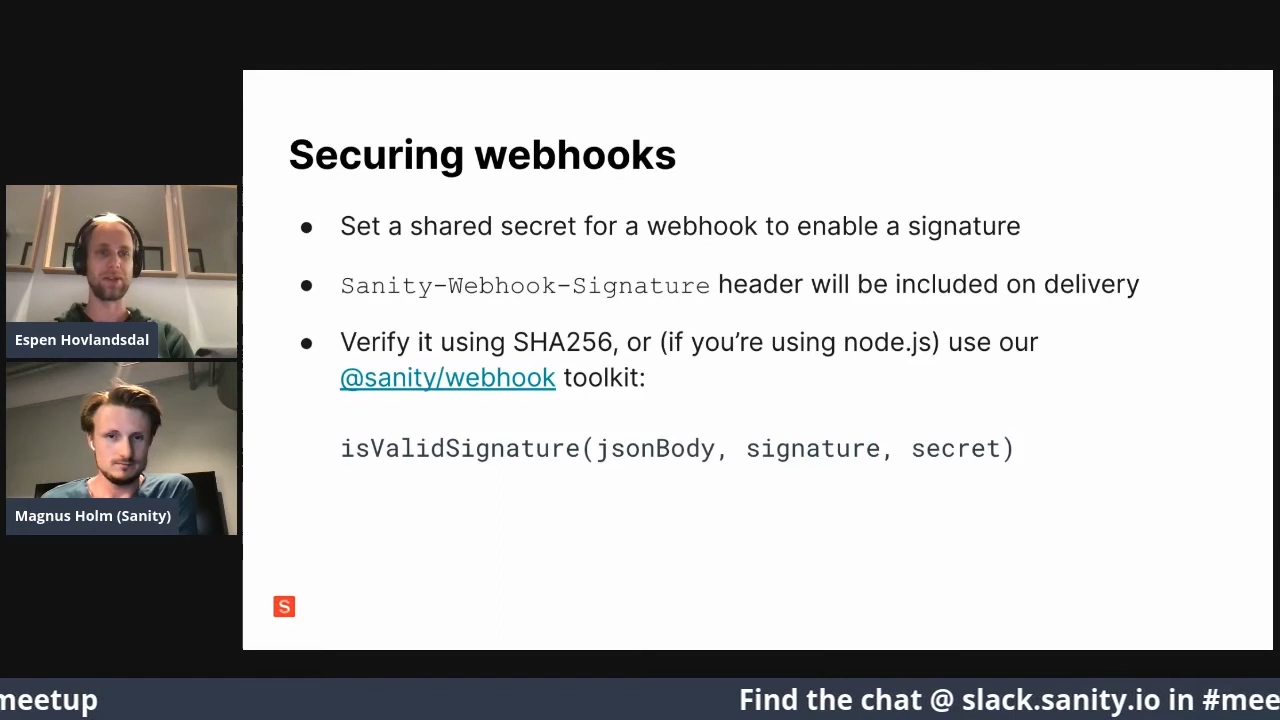 Securing webhooks
● Set a shared secret for a webhook to enable a signature
● Sanity-Webhook-Signature header will be included on delivery
● Verify it using SHA256, or (if you’re using node.js) use our
@sanity/webhook toolkit:
isValidSignature(jsonBody, signature, secret)
S
Espen Hovlandsdal
Magnus Holm (Sanity)
meetup
Find the chat @ slack.sanity.io in #mee